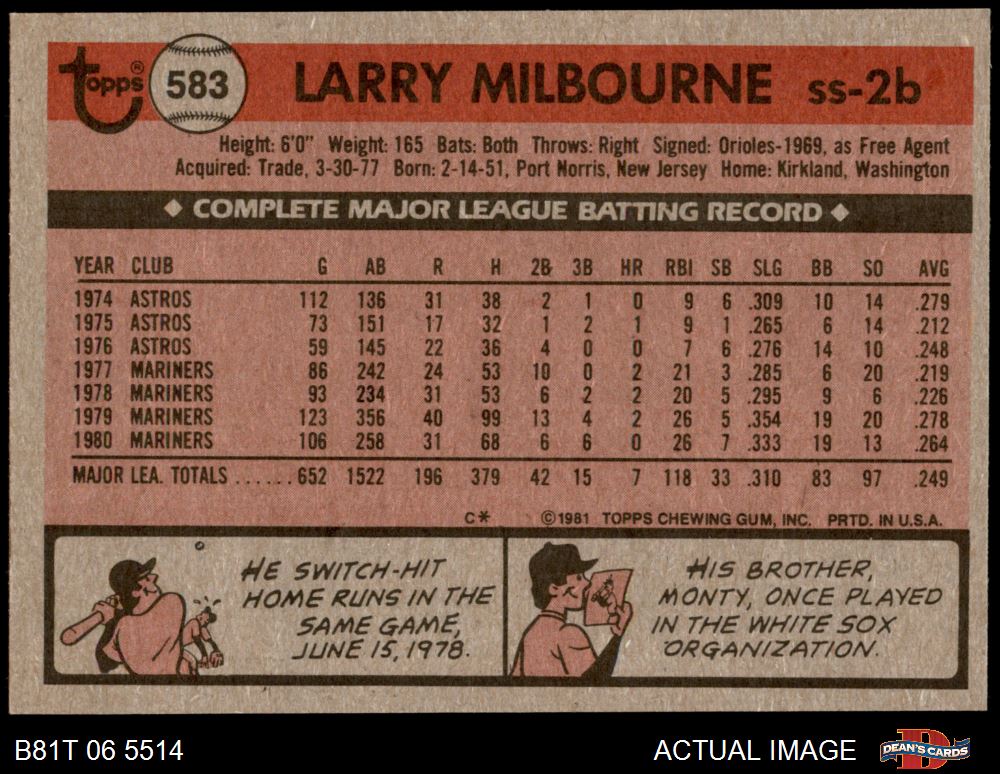 topps® 583 LARRY MILBOURNE ss-2b
Height: 6'0" Weight: 165 Bats: Both Throws: Right Signed: Orioles-1969, as Free Agent
Acquired: Trade, 3-30-77 Born: 2-14-51, Port Norris, New Jersey Home: Kirkland, Washington
◆ COMPLETE MAJOR LEAGUE BATTING RECORD ◆
YEAR CLUB G AB R H 2B 3B HR RBI SB SLG BB SO AVG
1974 ASTROS 112 136 31 38 2 1 0 9 6 .309 10 14 .279
1975 ASTROS 73 151 17 32 1 2 1 9 1 .265 6 14 .212
1976 ASTROS 59 145 22 36 4 0 0 7 6 .276 14 10 .248
1977 MARINERS 86 242 24 53 10 0 2 21 3 .285 6 20 .219
1978 MARINERS 93 234 31 53 6 2 2 20 5 .295 9 6 .226
1979 MARINERS 123 356 40 99 13 4 2 26 5 .354 19 20 .278
1980 MARINERS 106 258 31 68 6 6 0 26 7 .333 19 13 .264
MAJOR LEA. TOTALS ...... 652 1522 196 379 42 15 7 118 33 .310 83 97 .249
C* ©1981 TOPPS CHEWING GUM, INC. PRTD. IN U.S.A.
HE SWITCH-HIT
HOME RUNS IN THE
SAME GAME,
JUNE 15, 1978.
HIS BROTHER,
MONTY, ONCE PLAYED
IN THE WHITE SOX
ORGANIZATION.
B81T 06 5514 ACTUAL IMAGE DEAN'S CARDS